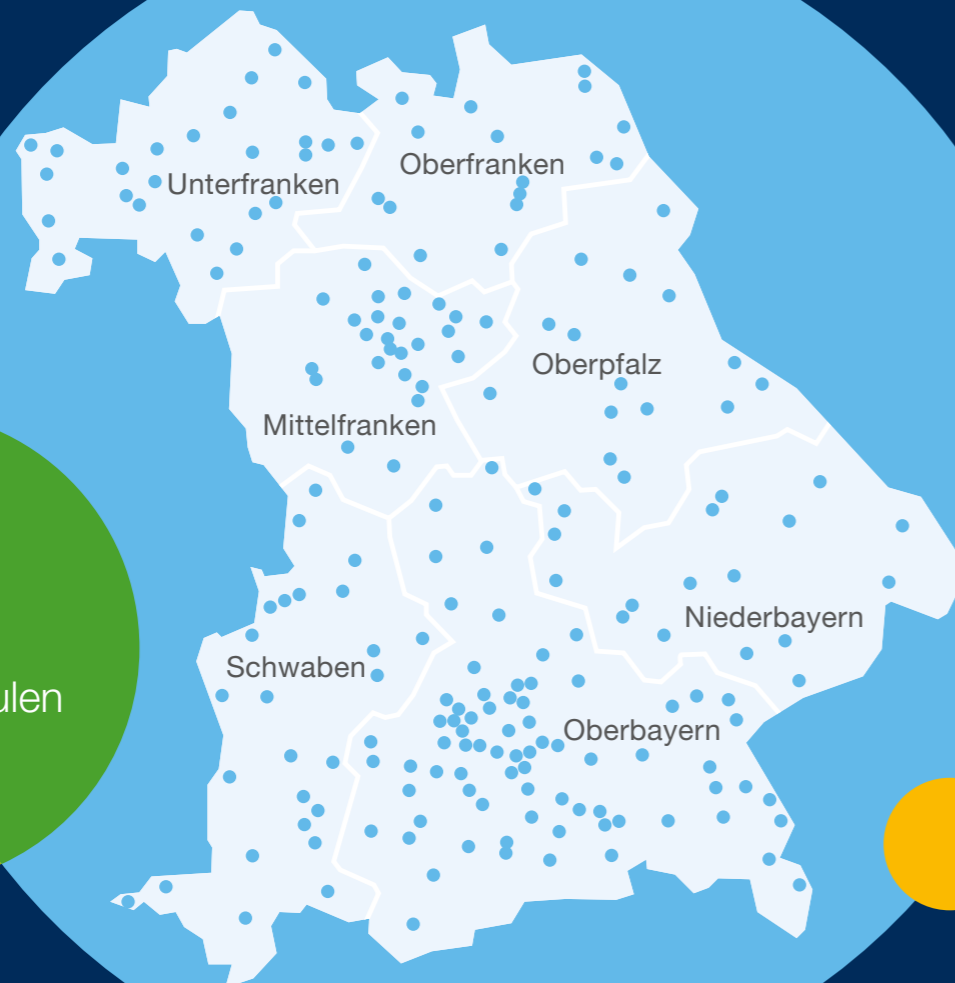 Oberfranken
Unterfranken
Oberpfalz
Mittelfranken
Niederbayern
Schwaben
ulen
Oberbayern